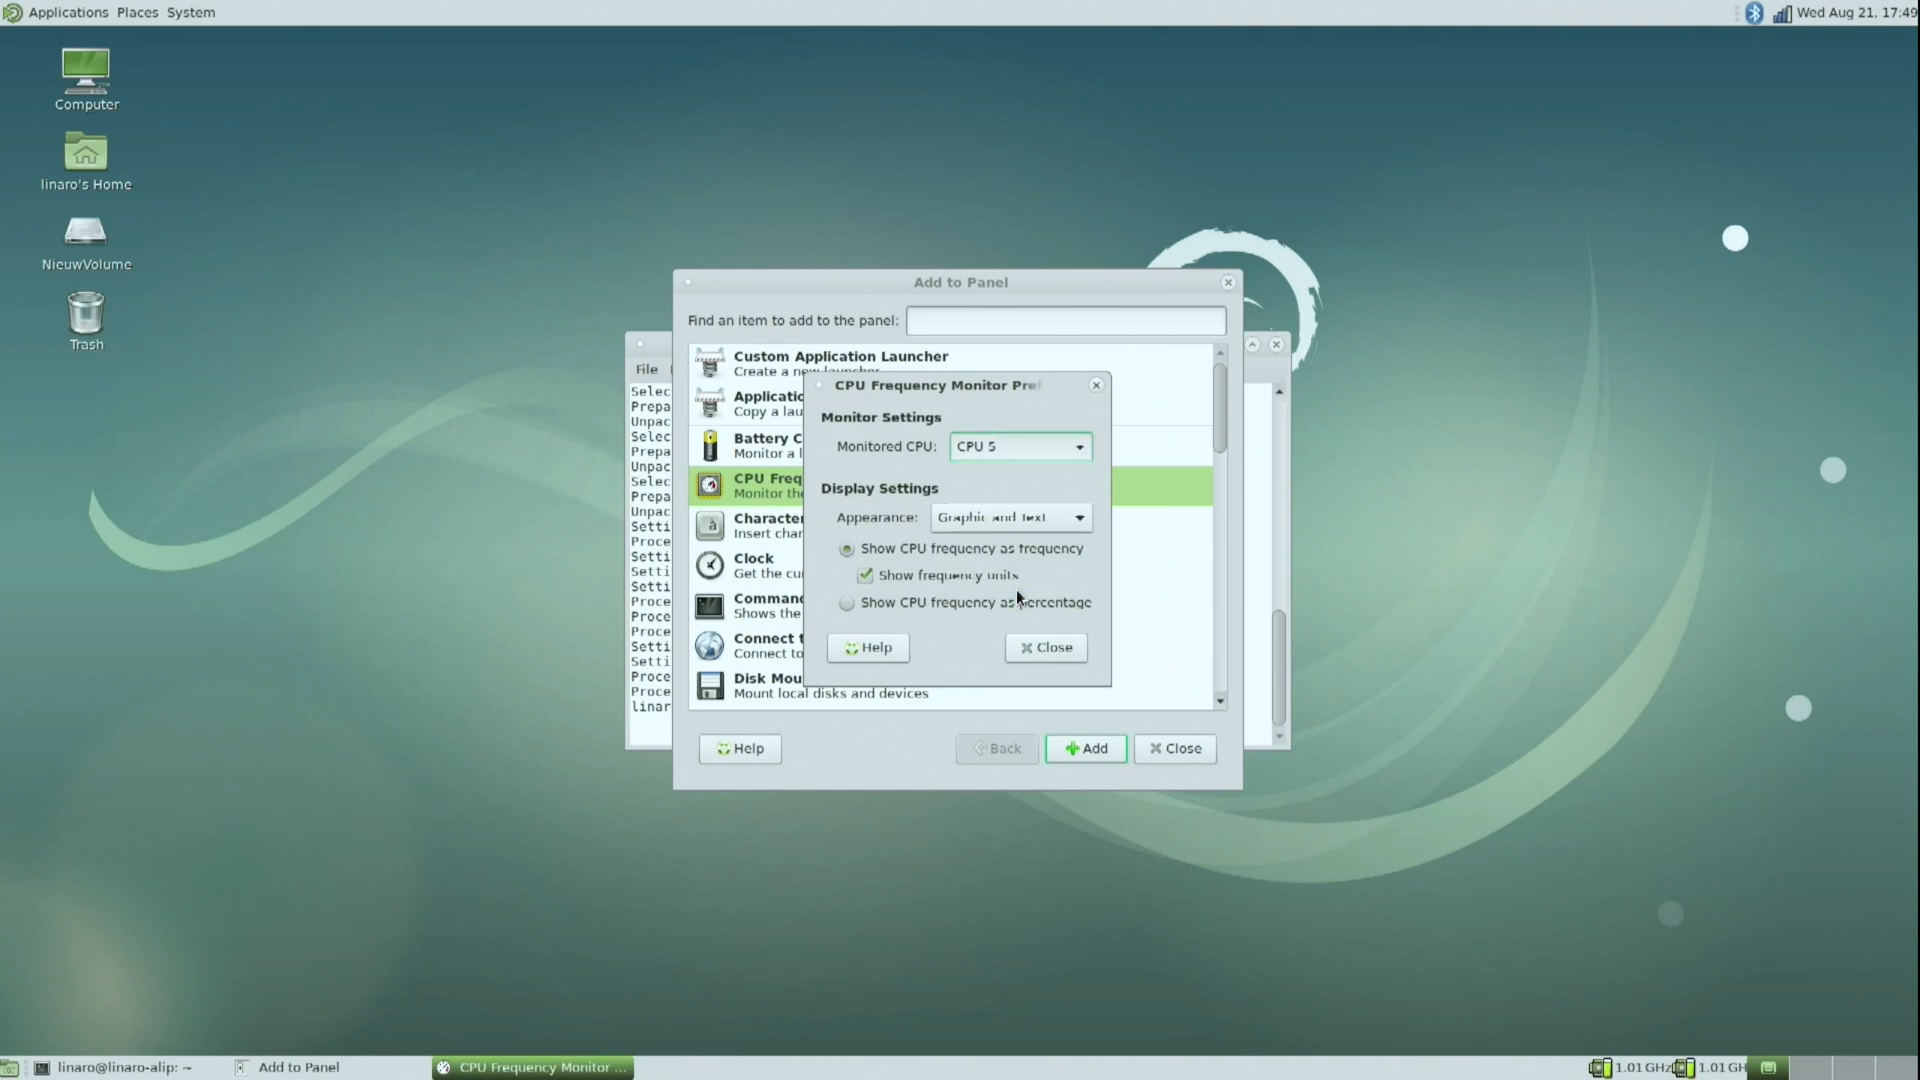 Applications Places System
Wed Aug 21, 17:49
Computer
linaro's Home
NieuwVolume
Trash
Add to Panel
Find an item to add to the panel:
Custom Application Launcher
Create a new launcher
Applicatio
Copy a lau
Battery C
Monitor a l
CPU Freq
Monitor the
Character
Insert char
Clock
Get the cu
Comman
Shows the
Connect t
Connect to
Disk Mou
Mount local disks and devices
Help
Back
Add
Close
CPU Frequency Monitor Pref
Monitor Settings
Monitored CPU: CPU 5
Display Settings
Appearance: Graphic and Text
Show CPU frequency as frequency
Show frequency units
Show CPU frequency as percentage
Help
Close
File
Selec
Prepa
Unpac
Selec
Prepa
Unpac
Selec
Prepa
Unpac
Setti
Proce
Setti
Setti
Setti
Proce
Proce
Proce
Setti
Setti
Proce
Proce
linar
linaro@linaro-alip: ~
Add to Panel
CPU Frequency Monitor ...
1.01 GHz
1.01 GH